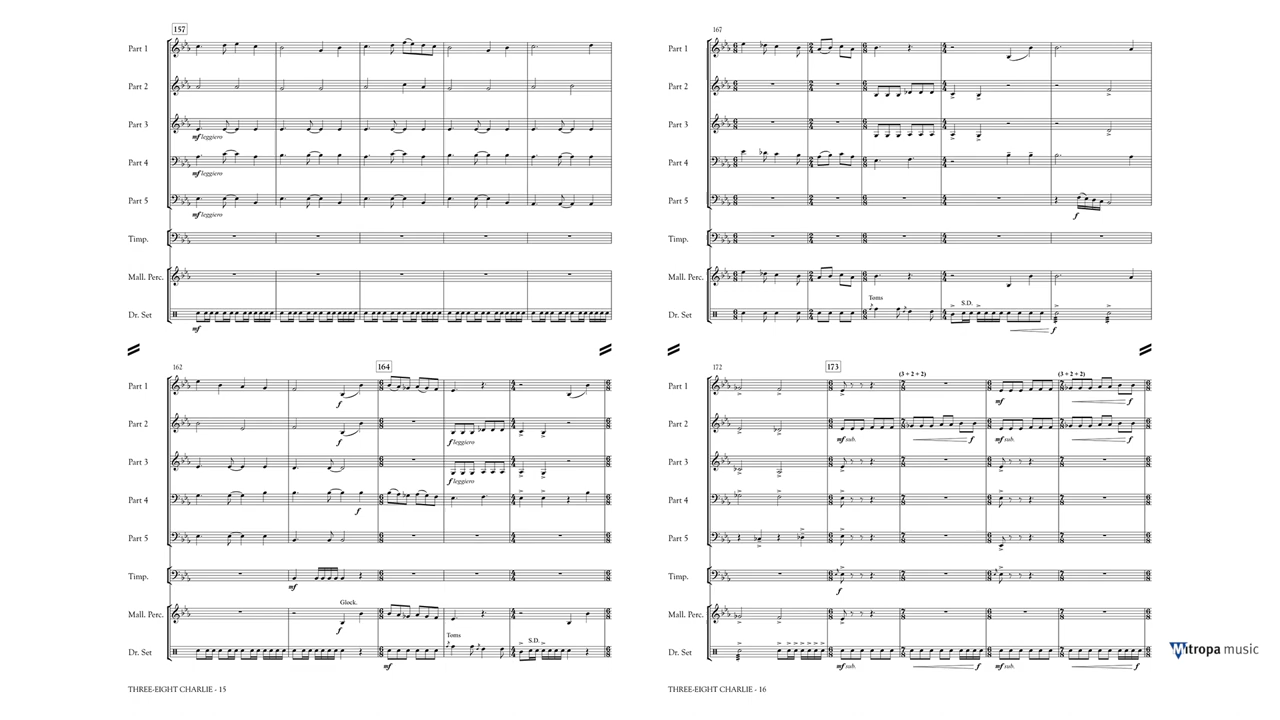 157
Part 1
Part 2
Part 3
mf leggiero
Part 4
mf leggiero
Part 5
mf leggiero
Timp.
Mall. Perc.
Dr. Set
mf
162
164
Part 1
f
Part 2
f
f leggiero
Part 3
f leggiero
Part 4
f
Part 5
Timp.
mf
Glock.
Mall. Perc.
f
Toms
S.D.
Dr. Set
mf
THREE-EIGHT CHARLIE - 15
167
Part 1
Part 2
Part 3
Part 4
Part 5
f
Timp.
Mall. Perc.
Toms
S.D.
Dr. Set
f
172
173
(3 + 2 + 2)
(3 + 2 + 2)
Part 1
mf
f
Part 2
mf sub.
f
mf sub.
f
Part 3
Part 4
Part 5
Timp.
f
Mall. Perc.
Dr. Set
mf sub.
f
mf sub.
f
THREE-EIGHT CHARLIE - 16
Mitropa music